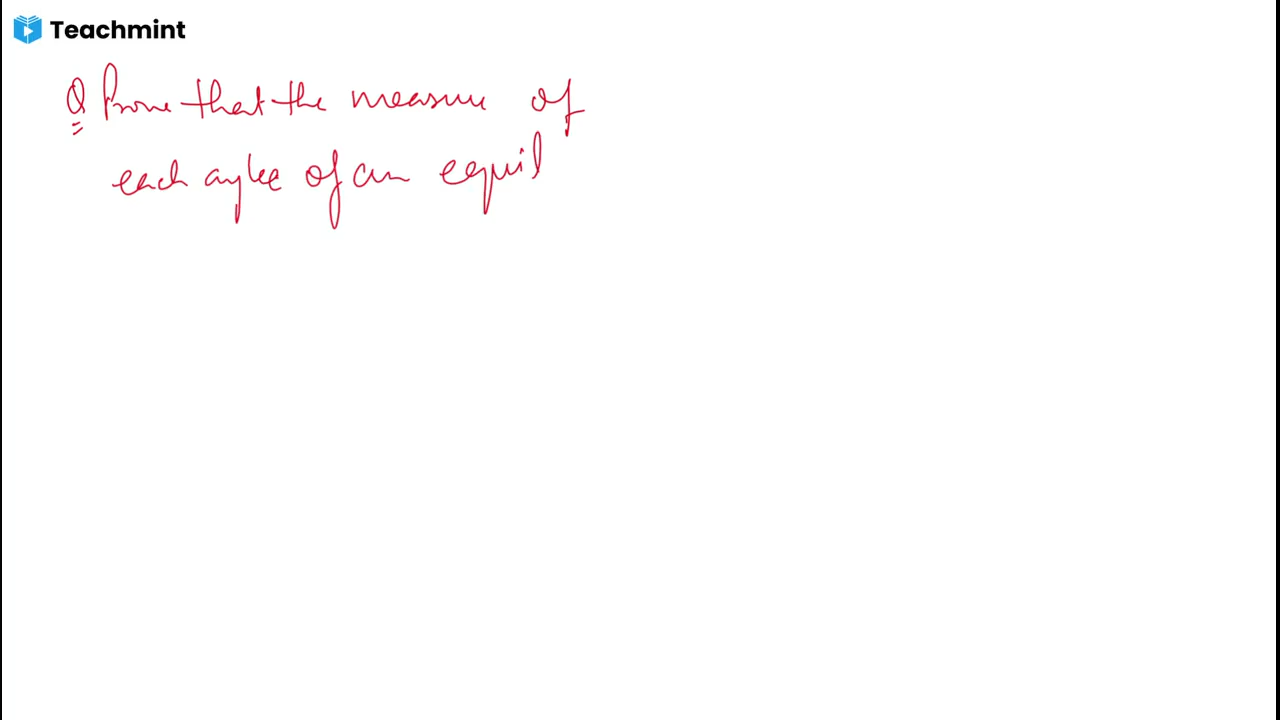 Teachmint
Q Prove that the measure of
each angle of an equil